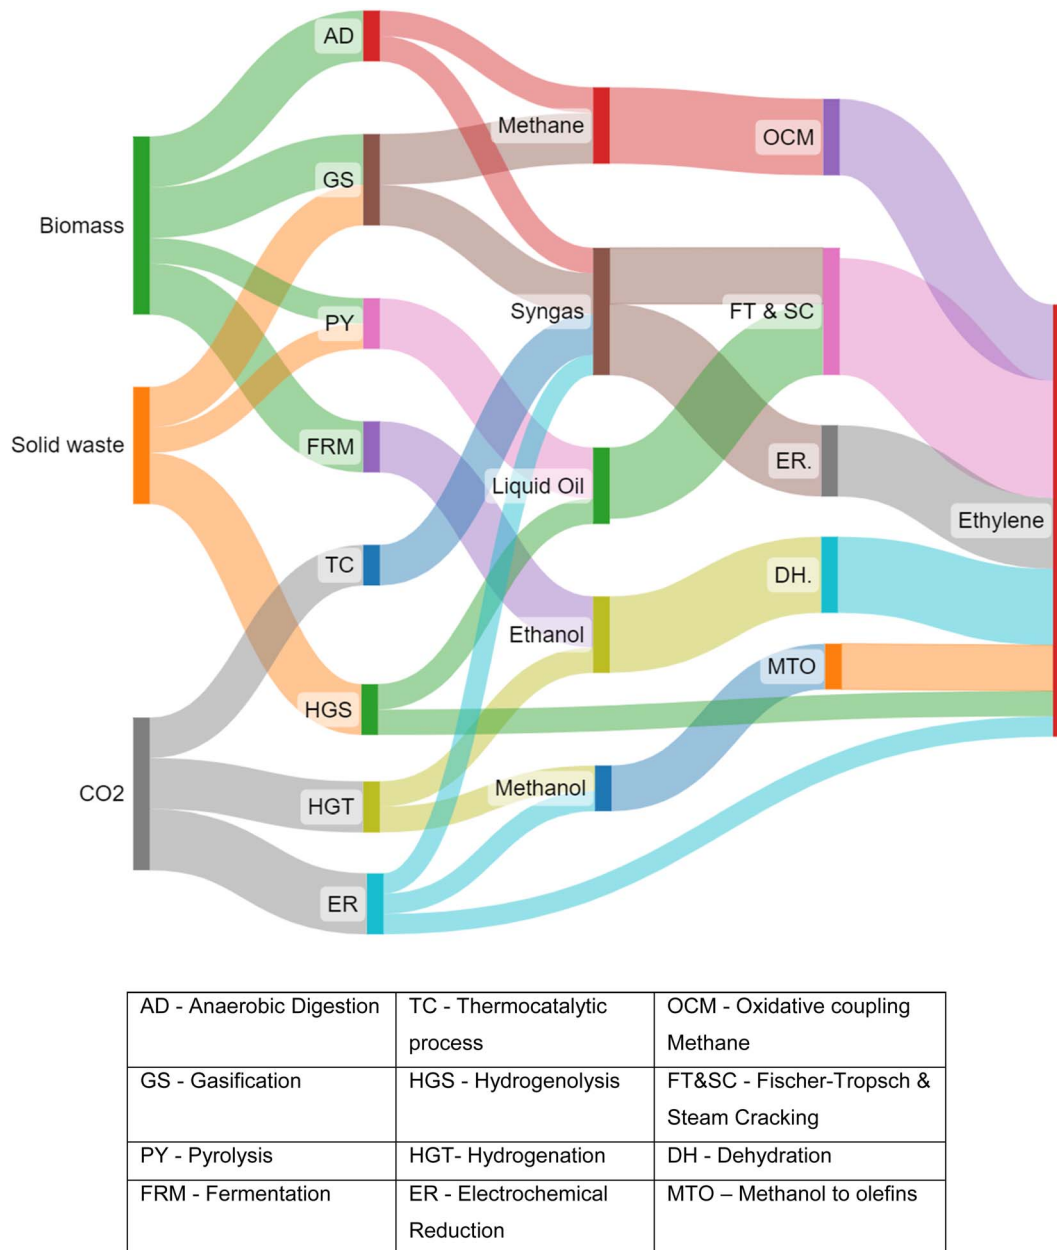 AD
Methane
OCM
GS
Biomass
Syngas
FT & SC
PY
Solid waste
FRM
ER.
Liquid Oil
Ethylene
TC
DH.
Ethanol
MTO
HGS
CO2
Methanol
HGT
ER
AD - Anaerobic Digestion
TC - Thermocatalytic
process
OCM - Oxidative coupling
Methane
GS - Gasification
HGS - Hydrogenolysis
FT&SC - Fischer-Tropsch &
Steam Cracking
PY - Pyrolysis
HGT- Hydrogenation
DH - Dehydration
FRM - Fermentation
ER - Electrochemical
Reduction
MTO – Methanol to olefins